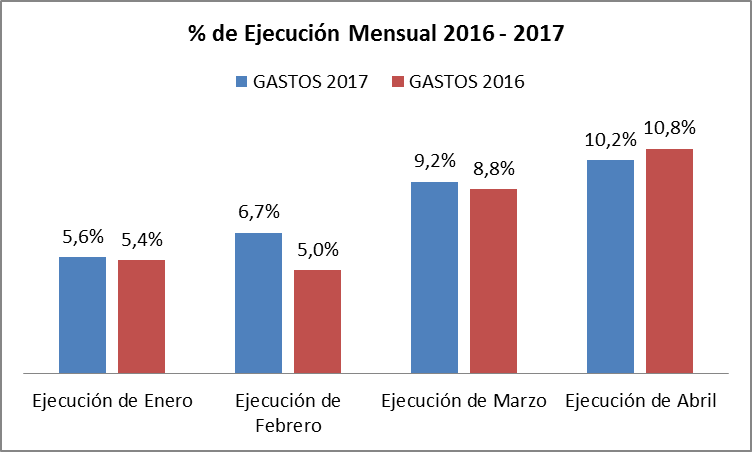 % de Ejecución Mensual 2016 - 2017
GASTOS 2017 GASTOS 2016
5,6% 5,4% 6,7% 5,0% 9,2% 8,8% 10,2% 10,8%
Ejecución de Enero Ejecución de Febrero Ejecución de Marzo Ejecución de Abril